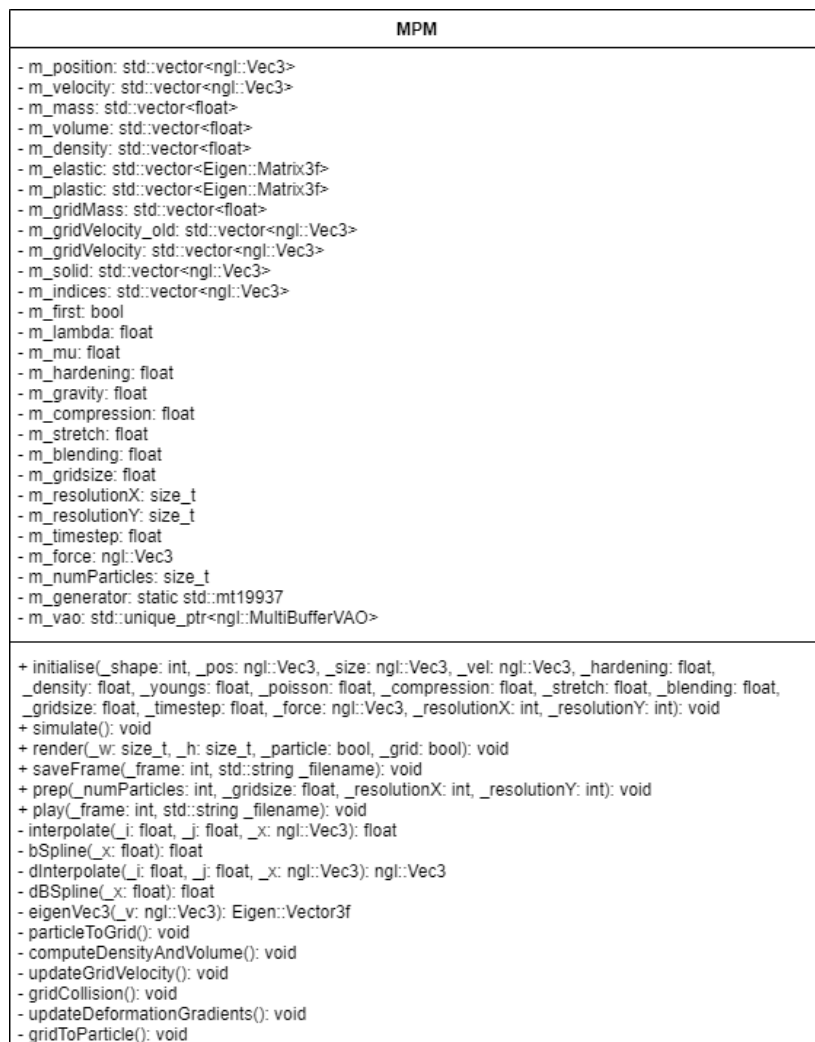 MPM
- m_position: std::vector<ngl::Vec3>
- m_velocity: std::vector<ngl::Vec3>
- m_mass: std::vector<float>
- m_volume: std::vector<float>
- m_density: std::vector<float>
- m_elastic: std::vector<Eigen::Matrix3f>
- m_plastic: std::vector<Eigen::Matrix3f>
- m_gridMass: std::vector<float>
- m_gridVelocity_old: std::vector<ngl::Vec3>
- m_gridVelocity: std::vector<ngl::Vec3>
- m_solid: std::vector<ngl::Vec3>
- m_indices: std::vector<ngl::Vec3>
- m_first: bool
- m_lambda: float
- m_mu: float
- m_hardening: float
- m_gravity: float
- m_compression: float
- m_stretch: float
- m_blending: float
- m_gridsize: float
- m_resolutionX: size_t
- m_resolutionY: size_t
- m_timestep: float
- m_force: ngl::Vec3
- m_numParticles: size_t
- m_generator: static std::mt19937
- m_vao: std::unique_ptr<ngl::MultiBufferVAO>
+ initialise(_shape: int, _pos: ngl::Vec3, _size: ngl::Vec3, _vel: ngl::Vec3, _hardening: float,
_density: float, _youngs: float, _poisson: float, _compression: float, _stretch: float, _blending: float,
_gridsize: float, _timestep: float, _force: ngl::Vec3, _resolutionX: int, _resolutionY: int): void
+ simulate(): void
+ render(_w: size_t, _h: size_t, _particle: bool, _grid: bool): void
+ saveFrame(_frame: int, std::string _filename): void
+ prep(_numParticles: int, _gridsize: float, _resolutionX: int, _resolutionY: int): void
+ play(_frame: int, std::string _filename): void
- interpolate(_i: float, _j: float, _x: ngl::Vec3): float
- bSpline(_x: float): float
- dInterpolate(_i: float, _j: float, _x: ngl::Vec3): ngl::Vec3
- dBSpline(_x: float): float
- eigenVec3(_v: ngl::Vec3): Eigen::Vector3f
- particleToGrid(): void
- computeDensityAndVolume(): void
- updateGridVelocity(): void
- gridCollision(): void
- updateDeformationGradients(): void
- gridToParticle(): void